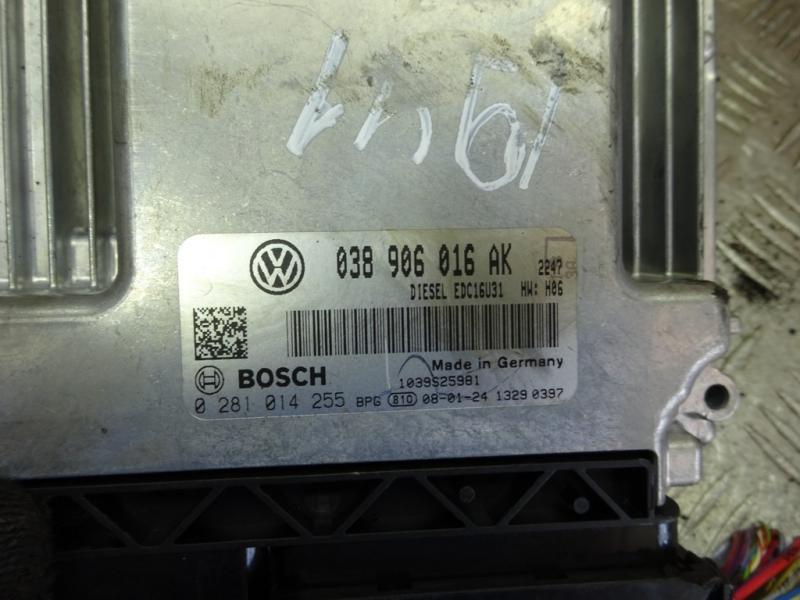 038 906 016 AK 2247
DIESEL EDC16U31 HW: H06
Made in Germany
BOSCH 1039S25981
0 281 014 255 BPG 810 08-01-24 1329 0397